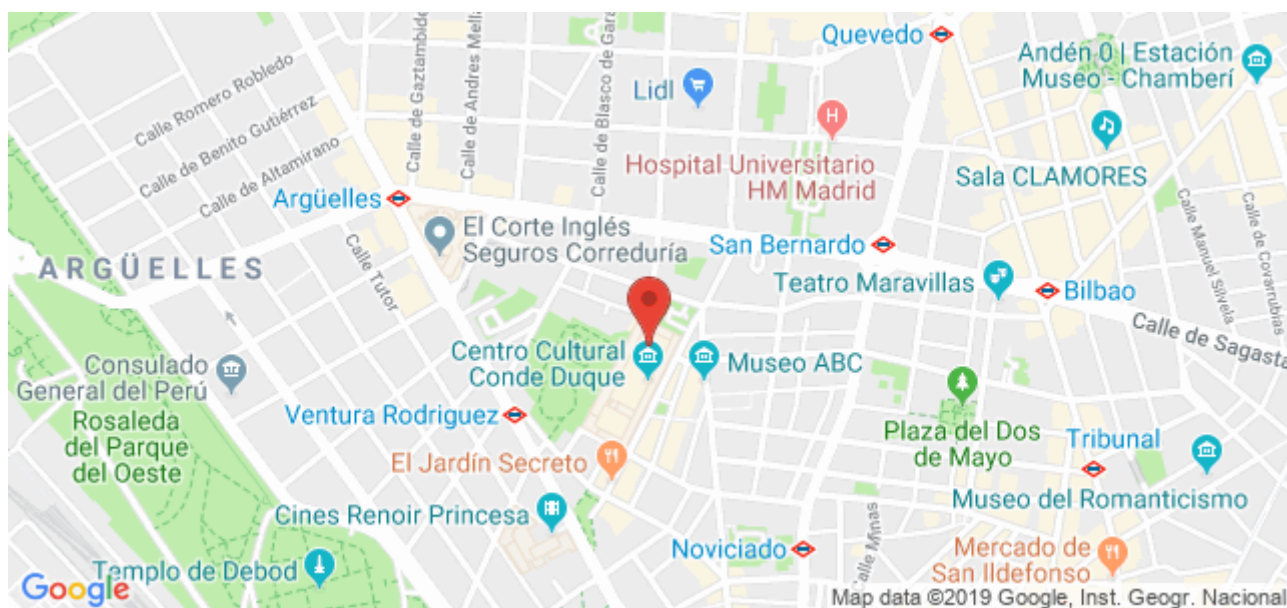 Quevedo
Andén 0 | Estación
Museo - Chamberí
Lidl
Calle Romero Robledo
Calle de Gaztambide
Calle de Andres Mella
Calle de Blasco de Gara
Calle de Benito Gutiérrez
Calle de Altamirano
Hospital Universitario
HM Madrid
H
Sala CLAMORES
Argüelles
El Corte Inglés
Seguros Correduría
San Bernardo
Calle Manuel Silvela
Calle de Covarrubias
ARGÜELLES
Calle Tutor
Teatro Maravillas
Bilbao
Calle de Sagasta
Consulado
General del Perú
Centro Cultural
Conde Duque
Museo ABC
Rosaleda
del Parque
del Oeste
Ventura Rodriguez
Plaza del Dos
de Mayo
Tribunal
El Jardín Secreto
Museo del Romanticismo
Cines Renoir Princesa
Noviciado
Calle Minas
Mercado de
San Ildefonso
Templo de Debod
Google
Map data ©2019 Google, Inst. Geogr. Nacional